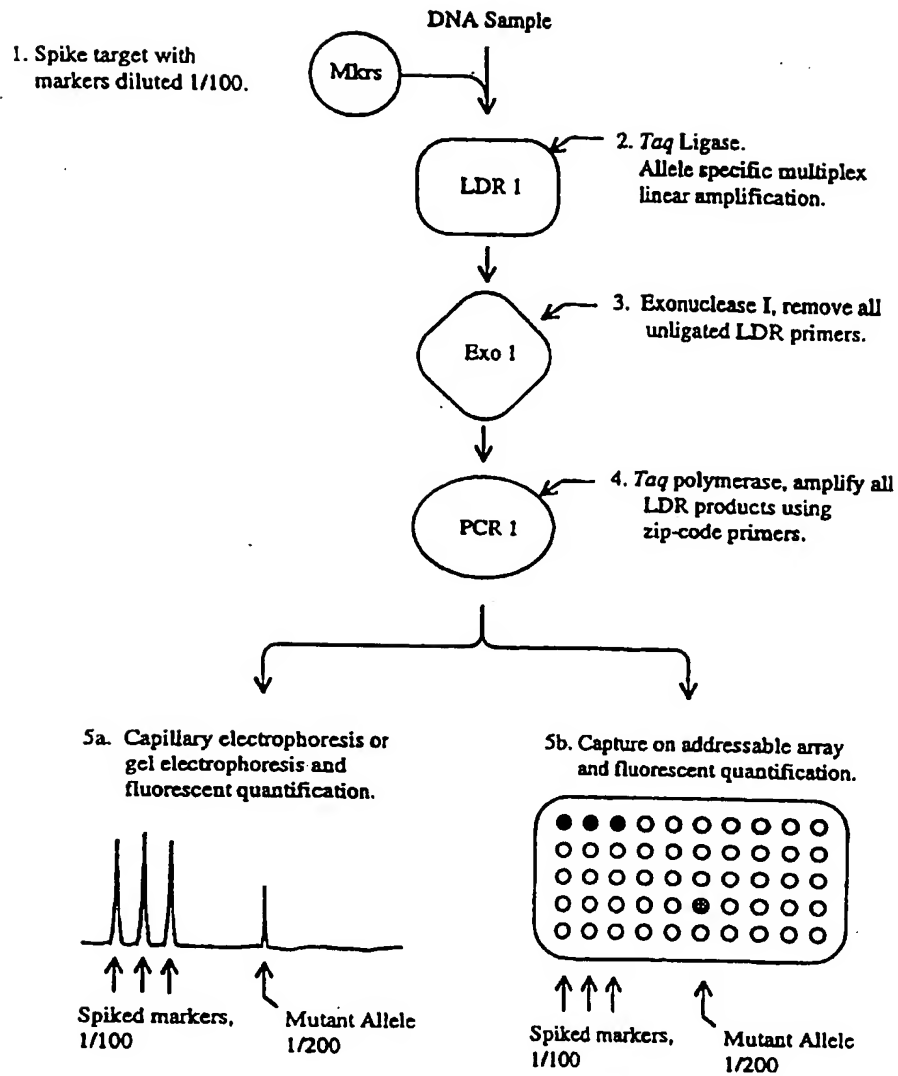 DNA Sample
1. Spike target with
markers diluted 1/100.
Mkrs
2. Taq Ligase.
Allele specific multiplex
linear amplification.
LDR 1
3. Exonuclease I, remove all
unligated LDR primers.
Exo 1
4. Taq polymerase, amplify all
LDR products using
zip-code primers.
PCR 1
5a. Capillary electrophoresis or
gel electrophoresis and
fluorescent quantification.
5b. Capture on addressable array
and fluorescent quantification.
Spiked markers,
1/100
Mutant Allele
1/200
Spiked markers,
1/100
Mutant Allele
1/200